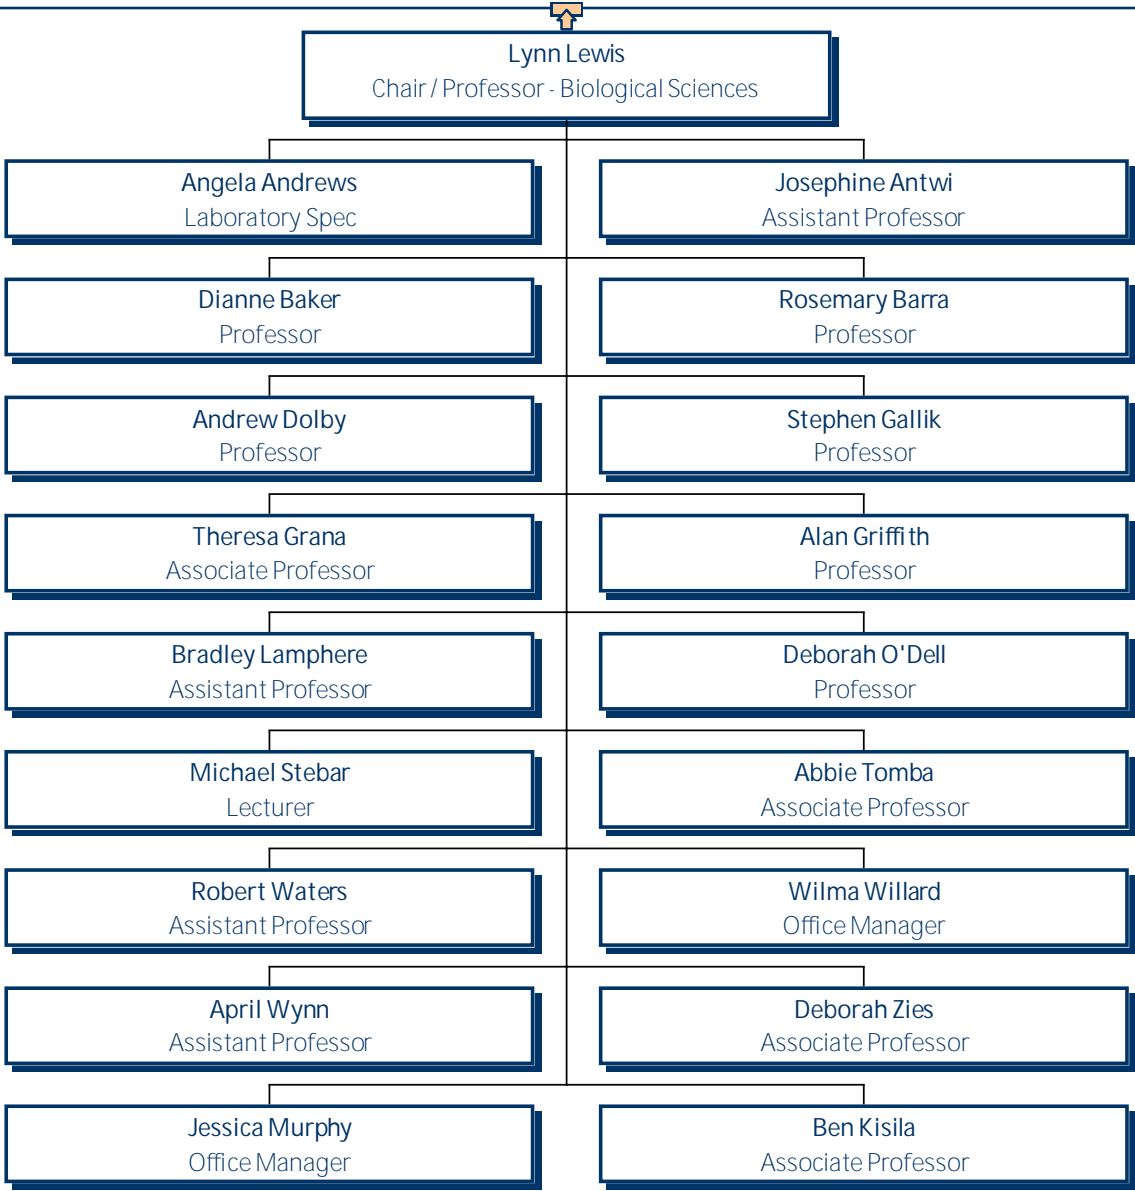 Lynn Lewis
Chair / Professor - Biological Sciences
Angela Andrews
Laboratory Spec
Josephine Antwi
Assistant Professor
Dianne Baker
Professor
Rosemary Barra
Professor
Andrew Dolby
Professor
Stephen Gallik
Professor
Theresa Grana
Associate Professor
Alan Griffith
Professor
Bradley Lamphere
Assistant Professor
Deborah O'Dell
Professor
Michael Stebar
Lecturer
Abbie Tomba
Associate Professor
Robert Waters
Assistant Professor
Wilma Willard
Office Manager
April Wynn
Assistant Professor
Deborah Zies
Associate Professor
Jessica Murphy
Office Manager
Ben Kisila
Associate Professor